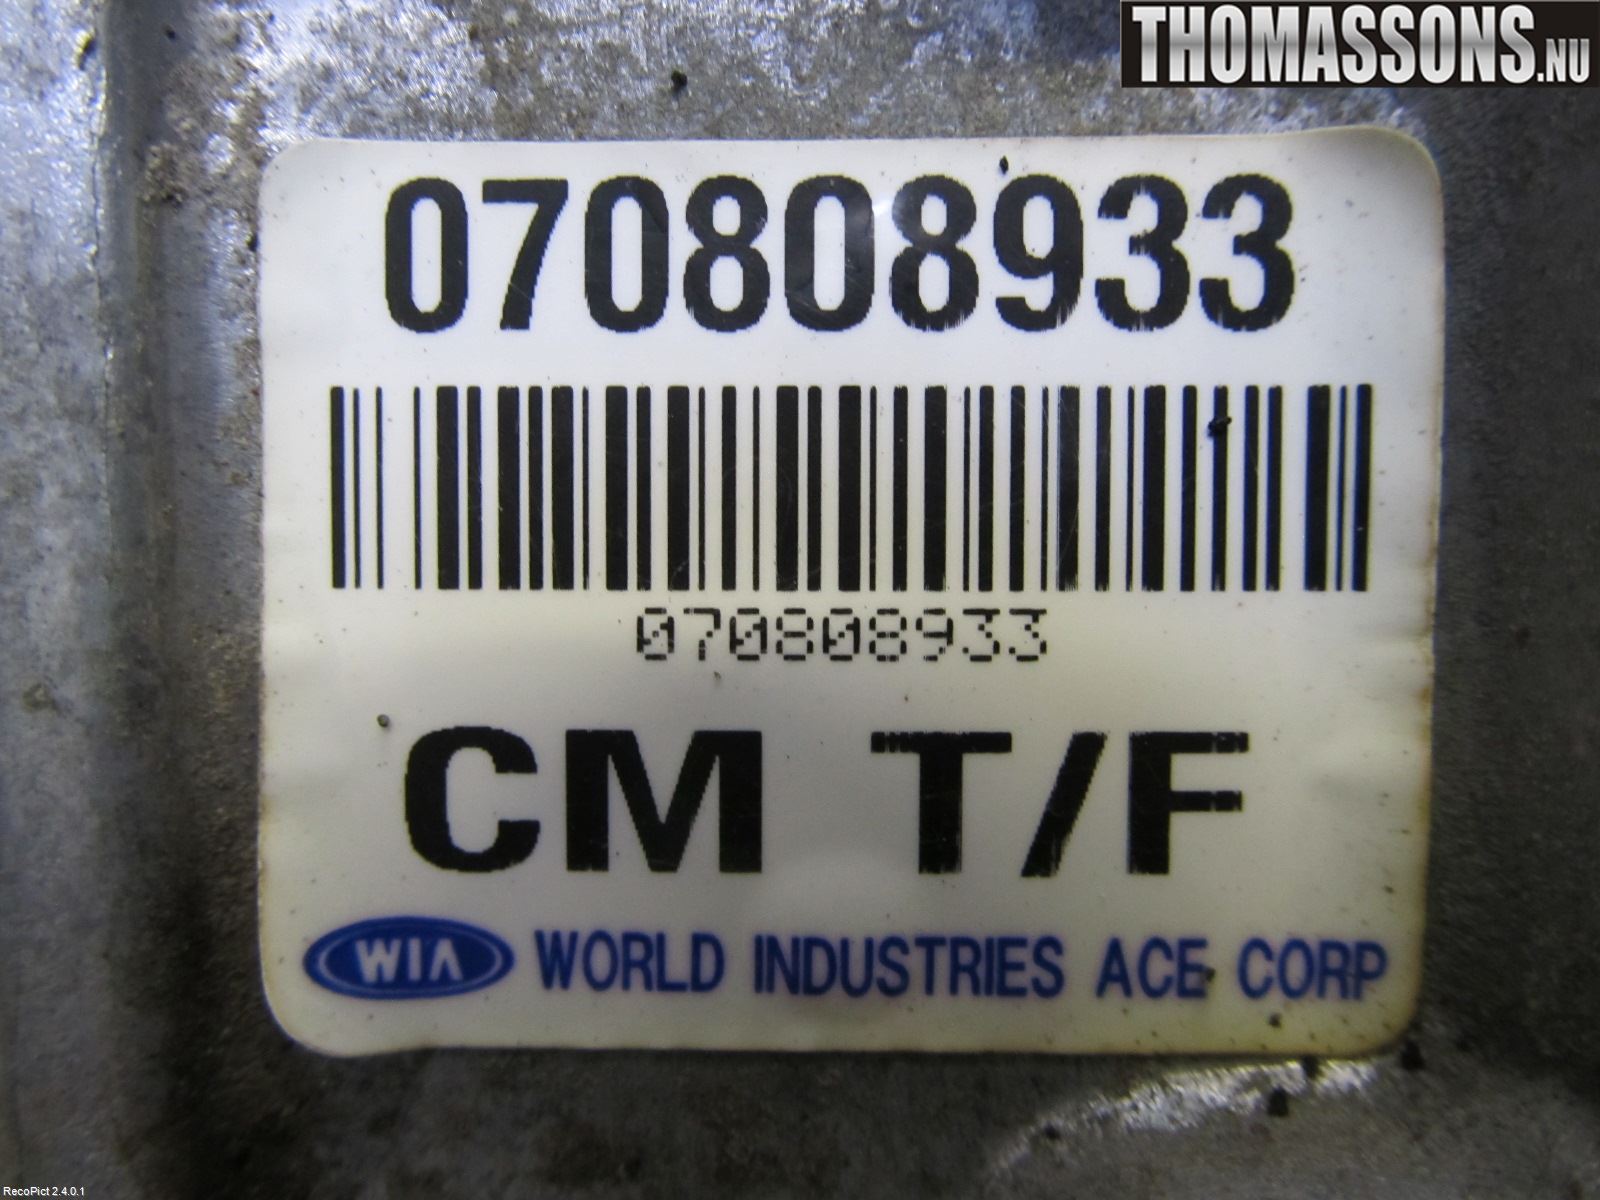 THOMASSONS.NU
070808933
070808933
CM T/F
WIA WORLD INDUSTRIES ACE CORP
RecoPict 2.4.0.1